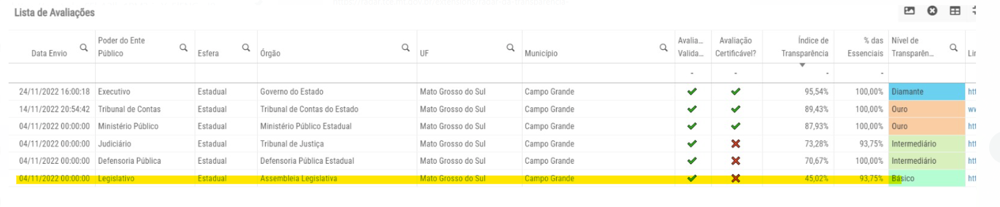 https://radar.tce.mt.gov.br/extensions/radar-da-transparencia-
Lista de Avaliações
Data Envio Poder do Ente Público Esfera Órgão UF Município Avalia... Valida... Avaliação Certificável? Índice de Transparência % das Essenciais Nível de Transparên... Lir
- - - -
24/11/2022 16:00:18 Executivo Estadual Governo do Estado Mato Grosso do Sul Campo Grande 95,54% 100,00% Diamante htt
14/11/2022 20:54:42 Tribunal de Contas Estadual Tribunal de Contas do Estado Mato Grosso do Sul Campo Grande 89,43% 100,00% Ouro ww
04/11/2022 00:00:00 Ministério Público Estadual Ministério Público Estadual Mato Grosso do Sul Campo Grande 87,93% 100,00% Ouro htt
04/11/2022 00:00:00 Judiciário Estadual Tribunal de Justiça Mato Grosso do Sul Campo Grande 73,28% 93,75% Intermediário htt
04/11/2022 00:00:00 Defensoria Pública Estadual Defensoria Pública Estadual Mato Grosso do Sul Campo Grande 70,67% 100,00% Intermediário htt
04/11/2022 00:00:00 Legislativo Estadual Assembleia Legislativa Mato Grosso do Sul Campo Grande 45,02% 93,75% Básico htt